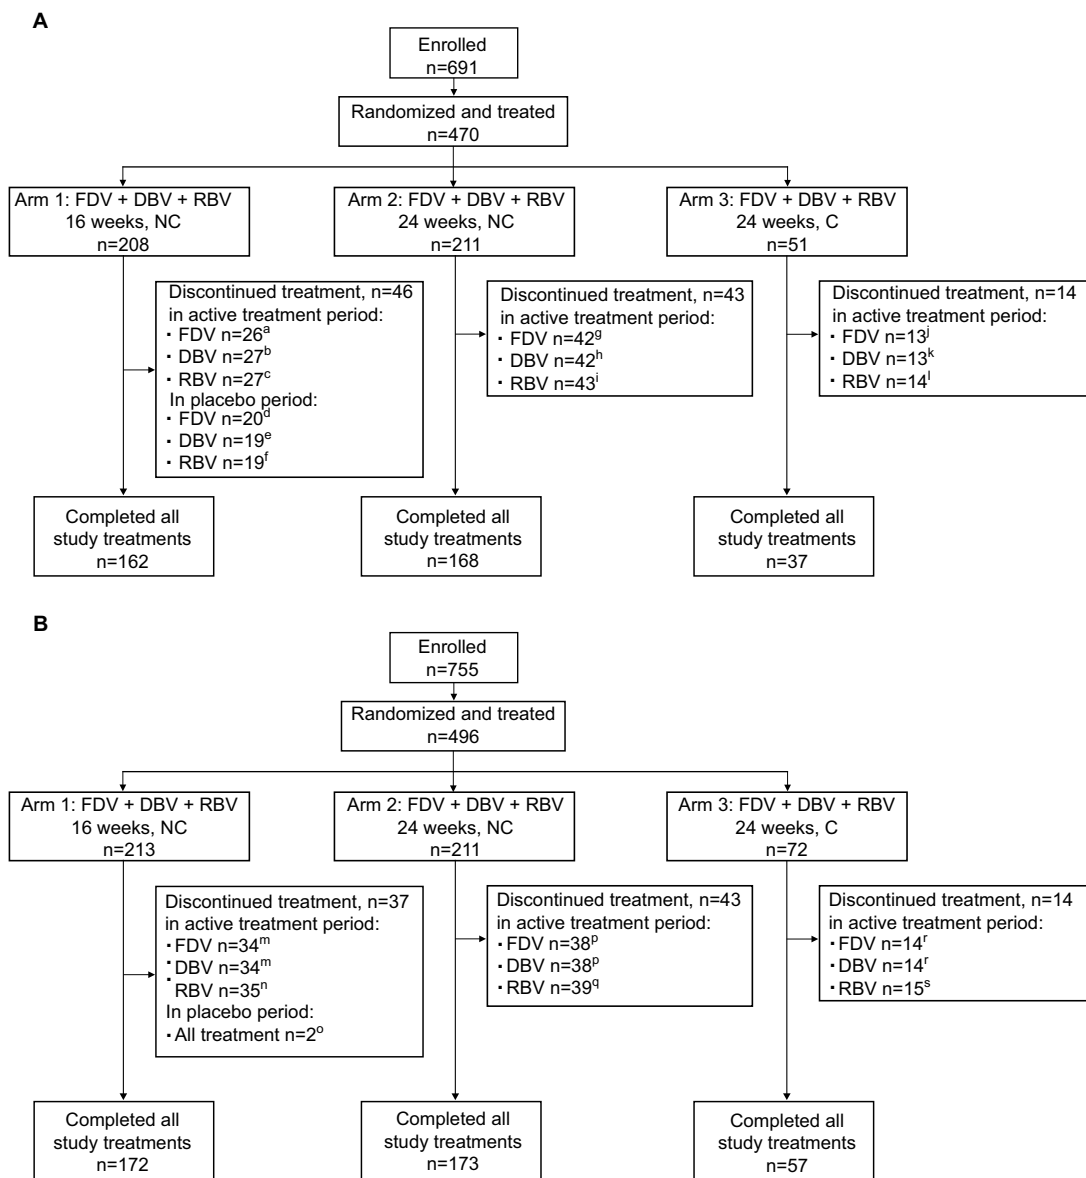 A
Enrolled
n=691
Randomized and treated
n=470
Arm 1: FDV + DBV + RBV
16 weeks, NC
n=208
Arm 2: FDV + DBV + RBV
24 weeks, NC
n=211
Arm 3: FDV + DBV + RBV
24 weeks, C
n=51
Discontinued treatment, n=46
in active treatment period:
· FDV n=26a
· DBV n=27b
· RBV n=27c
In placebo period:
· FDV n=20d
· DBV n=19e
· RBV n=19f
Discontinued treatment, n=43
in active treatment period:
· FDV n=42g
· DBV n=42h
· RBV n=43i
Discontinued treatment, n=14
in active treatment period:
· FDV n=13j
· DBV n=13k
· RBV n=14l
Completed all
study treatments
n=162
Completed all
study treatments
n=168
Completed all
study treatments
n=37
B
Enrolled
n=755
Randomized and treated
n=496
Arm 1: FDV + DBV + RBV
16 weeks, NC
n=213
Arm 2: FDV + DBV + RBV
24 weeks, NC
n=211
Arm 3: FDV + DBV + RBV
24 weeks, C
n=72
Discontinued treatment, n=37
in active treatment period:
· FDV n=34m
· DBV n=34m
· RBV n=35n
In placebo period:
· All treatment n=2o
Discontinued treatment, n=43
in active treatment period:
· FDV n=38p
· DBV n=38p
· RBV n=39q
Discontinued treatment, n=14
in active treatment period:
· FDV n=14r
· DBV n=14r
· RBV n=15s
Completed all
study treatments
n=172
Completed all
study treatments
n=173
Completed all
study treatments
n=57